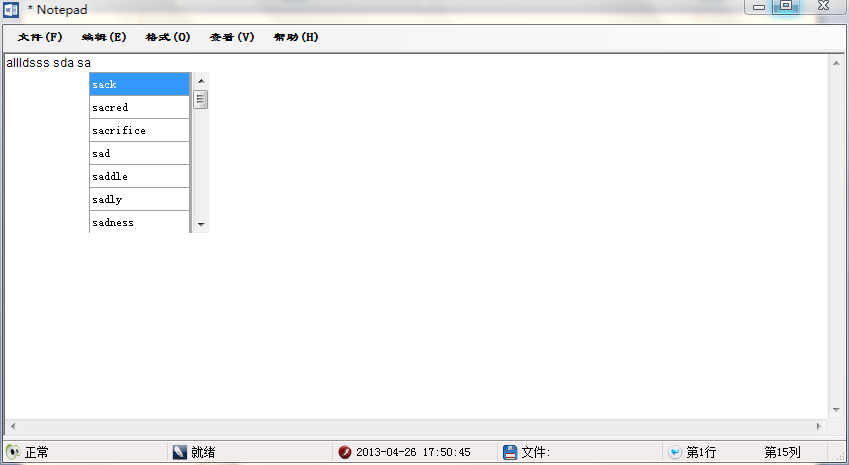 * Notepad
文件(F) 编辑(E) 格式(O) 查看(V) 帮助(H)
allldsss sda sa
sack
sacred
sacrifice
sad
saddle
sadly
sadness
正常 就绪 2013-04-26 17:50:45 文件: 第1行 第15列